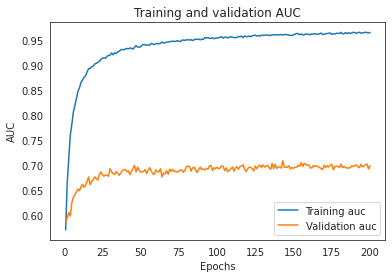 Training and validation AUC
AUC
0.95
0.90
0.85
0.80
0.75
0.70
0.65
0.60
0 25 50 75 100 125 150 175 200
Epochs
Training auc
Validation auc